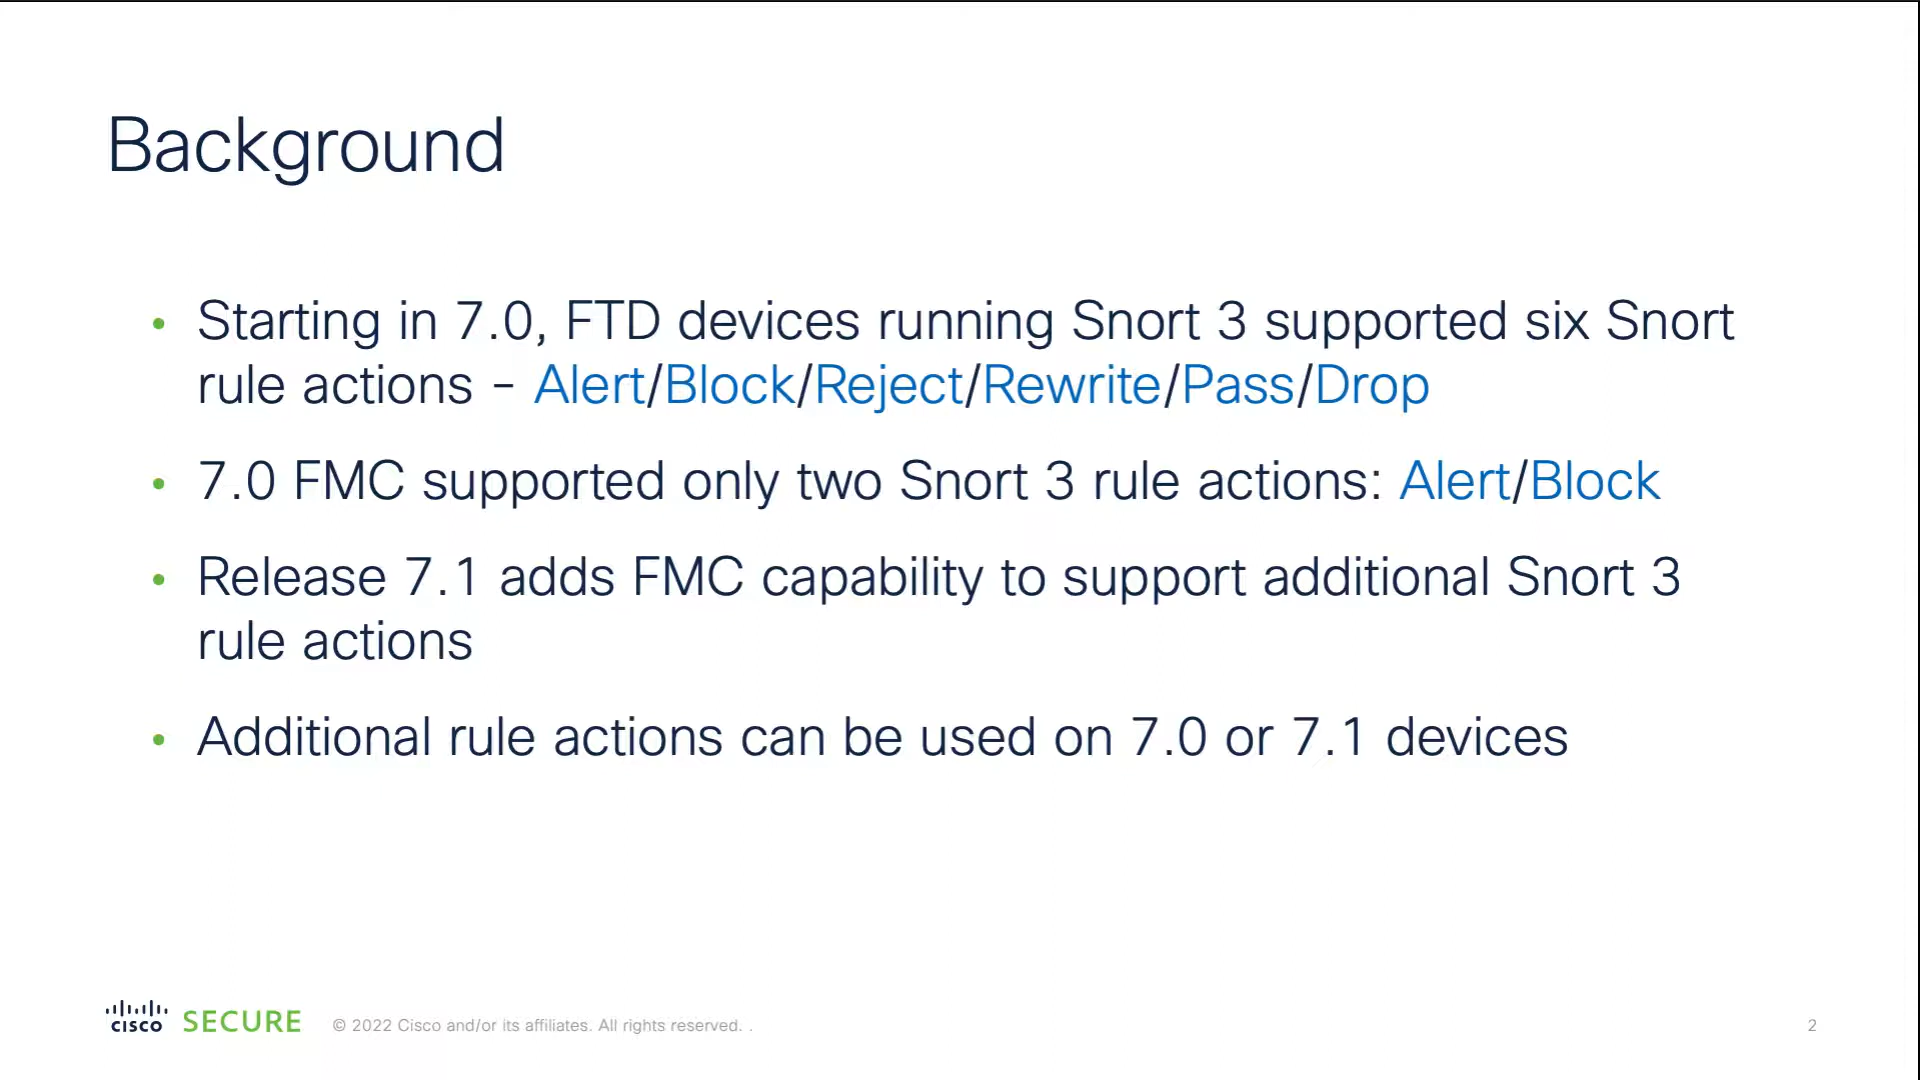 Background
• Starting in 7.0, FTD devices running Snort 3 supported six Snort
rule actions – Alert/Block/Reject/Rewrite/Pass/Drop
• 7.0 FMC supported only two Snort 3 rule actions: Alert/Block
• Release 7.1 adds FMC capability to support additional Snort 3
rule actions
• Additional rule actions can be used on 7.0 or 7.1 devices
CISCO SECURE © 2022 Cisco and/or its affiliates. All rights reserved. . 2